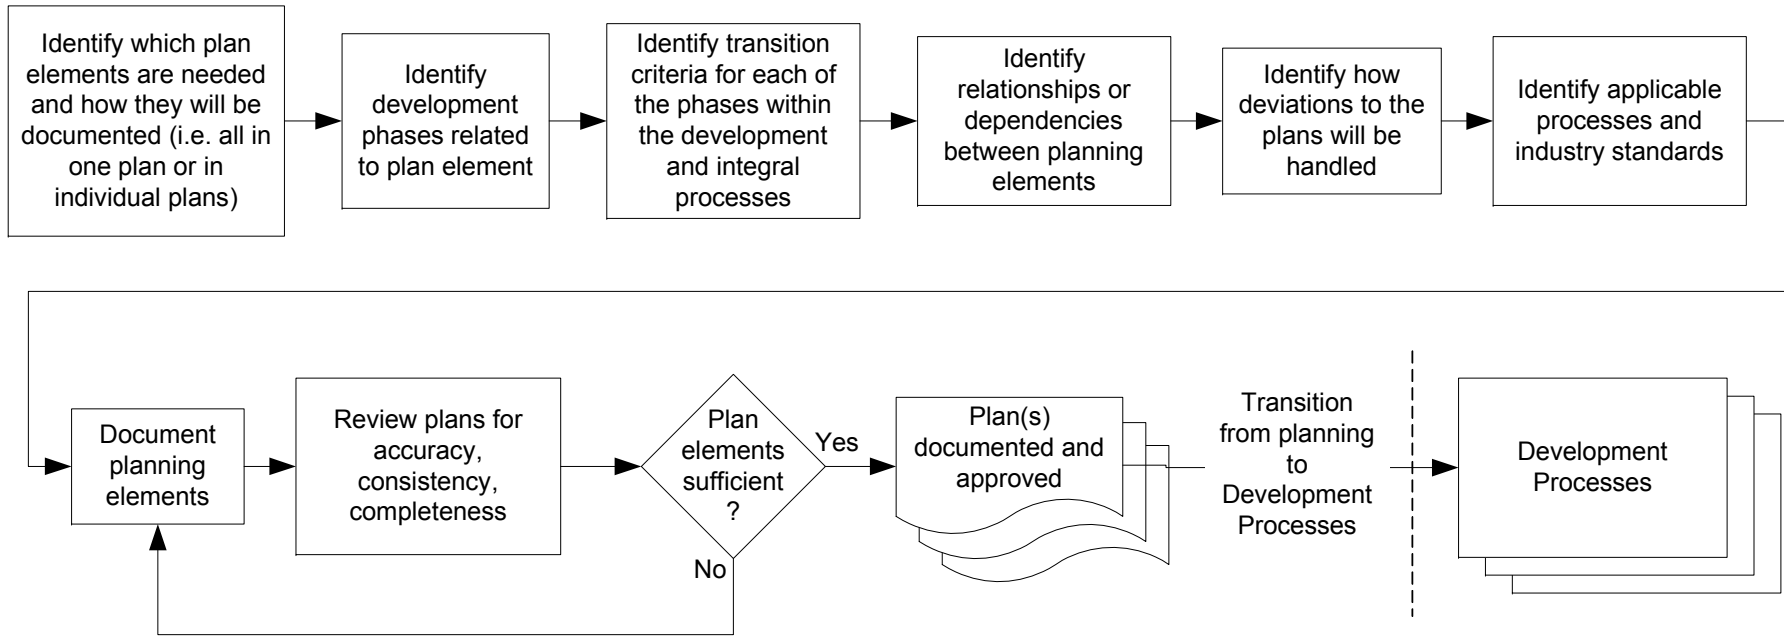 Identify which plan
elements are needed
and how they will be
documented (i.e. all in
one plan or in
individual plans)
Identify
development
phases related
to plan element
Identify transition
criteria for each of
the phases within
the development
and integral
processes
Identify
relationships or
dependencies
between planning
elements
Identify how
deviations to the
plans will be
handled
Identify applicable
processes and
industry standards
Document
planning
elements
Review plans for
accuracy,
consistency,
completeness
Plan
elements
sufficient
?
Yes
No
Plan(s)
documented and
approved
Transition
from planning
to
Development
Processes
Development
Processes